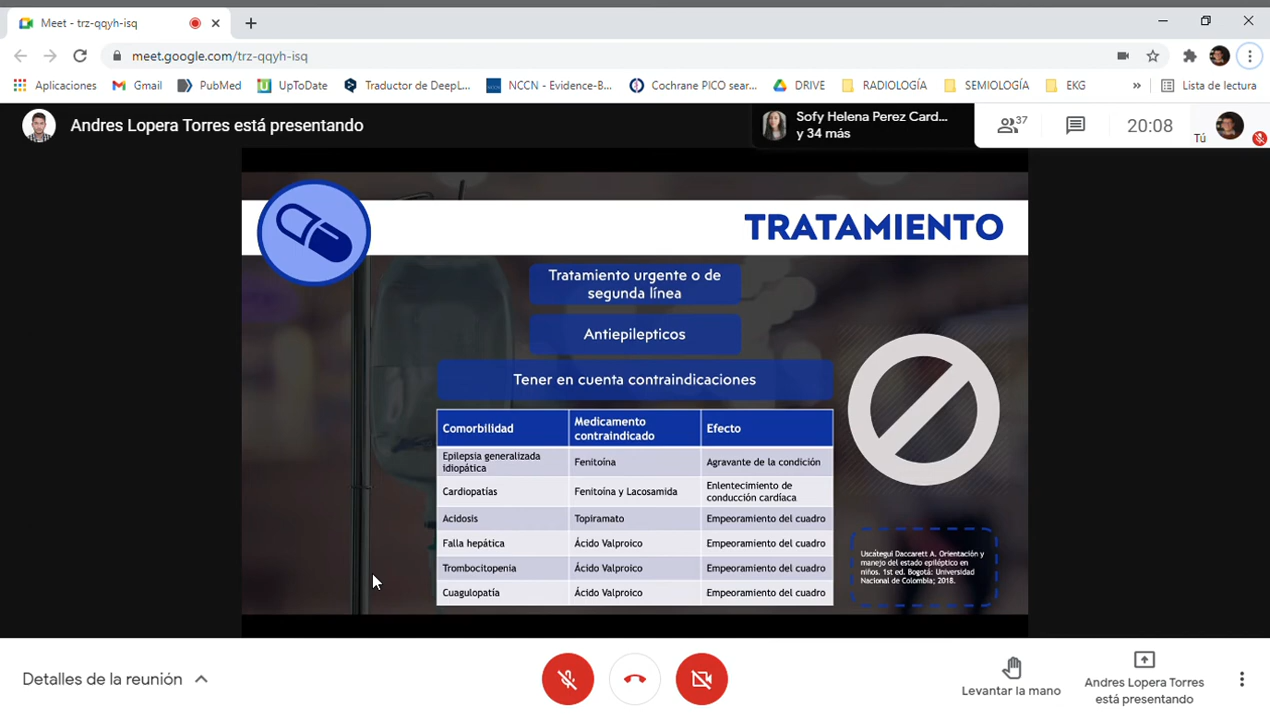 Meet - trz-qqyh-isq
meet.google.com/trz-qqyh-isq
Aplicaciones
Gmail
PubMed
UpToDate
Traductor de DeepL...
NCCN - Evidence-B...
Cochrane PICO sear...
DRIVE
RADIOLOGÍA
SEMIOLOGÍA
EKG
»
Lista de lectura
Andres Lopera Torres está presentando
Sofy Helena Perez Card...
y 34 más
37
20:08
Tú
TRATAMIENTO
Tratamiento urgente o de
segunda línea
Antiepilepticos
Tener en cuenta contraindicaciones
Comorbilidad
Medicamento
contraindicado
Efecto
Epilepsia generalizada
idiopática
Fenitoína
Agravante de la condición
Cardiopatías
Fenitoína y Lacosamida
Enlentecimiento de
conducción cardíaca
Acidosis
Topiramato
Empeoramiento del cuadro
Falla hepática
Ácido Valproico
Empeoramiento del cuadro
Trombocitopenia
Ácido Valproico
Empeoramiento del cuadro
Cuagulopatía
Ácido Valproico
Empeoramiento del cuadro
Uscátegui Daccarett A. Orientación y
manejo del estado epiléptico en
niños. 1st ed. Bogotá: Universidad
Nacional de Colombia; 2018.
Detalles de la reunión
Levantar la mano
Andres Lopera Torres
está presentando